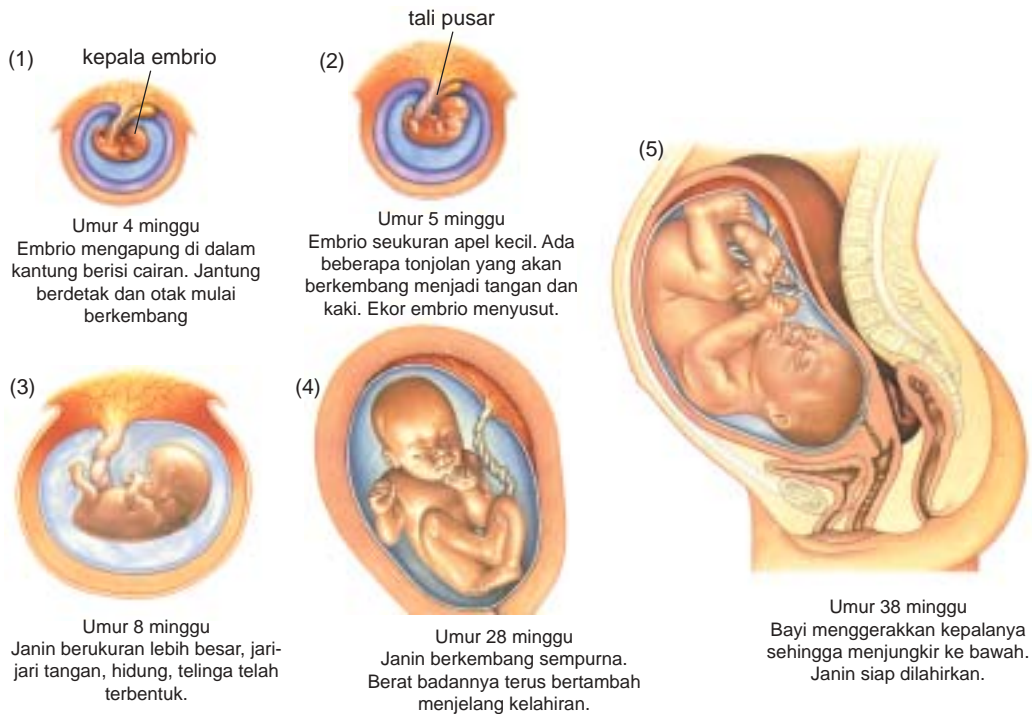 (1)
kepala embrio
Umur 4 minggu
Embrio mengapung di dalam
kantung berisi cairan. Jantung
berdetak dan otak mulai
berkembang
(2)
tali pusar
Umur 5 minggu
Embrio seukuran apel kecil. Ada
beberapa tonjolan yang akan
berkembang menjadi tangan dan
kaki. Ekor embrio menyusut.
(3)
Umur 8 minggu
Janin berukuran lebih besar, jari-
jari tangan, hidung, telinga telah
terbentuk.
(4)
Umur 28 minggu
Janin berkembang sempurna.
Berat badannya terus bertambah
menjelang kelahiran.
(5)
Umur 38 minggu
Bayi menggerakkan kepalanya
sehingga menjungkir ke bawah.
Janin siap dilahirkan.